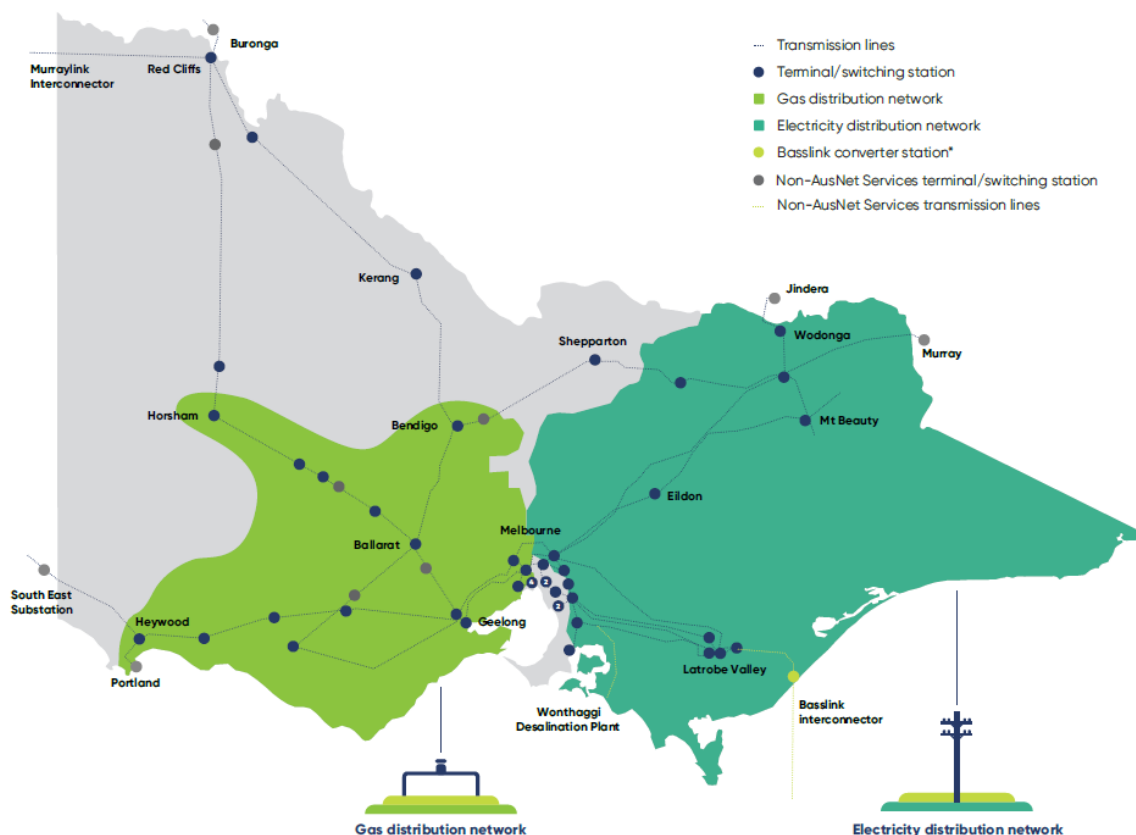 Buronga
Murraylink
Interconnector
Red Cliffs
Transmission lines
Terminal/switching station
Gas distribution network
Electricity distribution network
Basslink converter station*
Non-AusNet Services terminal/switching station
Non-AusNet Services transmission lines
Kerang
Jindera
Shepparton
Wodonga
Murray
Horsham
Bendigo
Mt Beauty
Eildon
Melbourne
Ballarat
4
2
2
South East
Substation
Heywood
Geelong
Portland
Latrobe Valley
Wonthaggi
Desalination Plant
Basslink
interconnector
Gas distribution network
Electricity distribution network